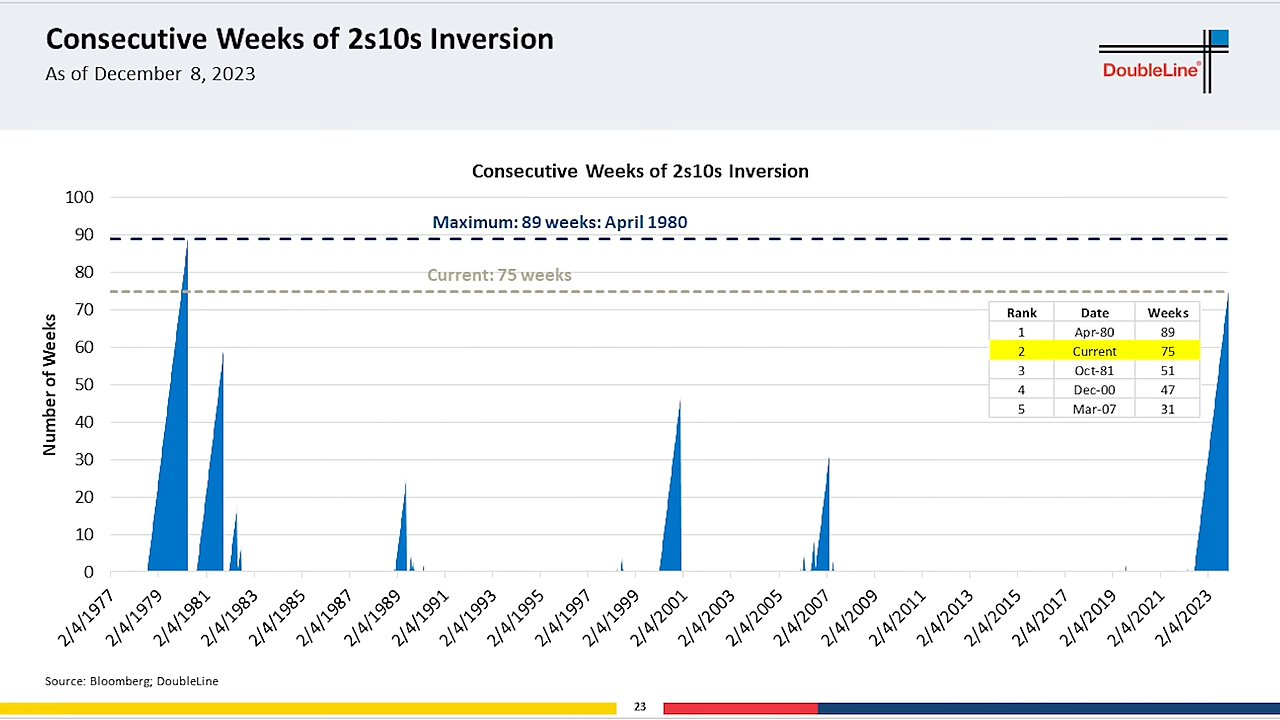 Consecutive Weeks of 2s10s Inversion
As of December 8, 2023
DoubleLine®
Consecutive Weeks of 2s10s Inversion
Number of Weeks
100
90
80
70
60
50
40
30
20
10
0
Maximum: 89 weeks: April 1980
Current: 75 weeks
Rank Date Weeks
1 Apr-80 89
2 Current 75
3 Oct-81 51
4 Dec-00 47
5 Mar-07 31
2/4/1977
2/4/1979
2/4/1981
2/4/1983
2/4/1985
2/4/1987
2/4/1989
2/4/1991
2/4/1993
2/4/1995
2/4/1997
2/4/1999
2/4/2001
2/4/2003
2/4/2005
2/4/2007
2/4/2009
2/4/2011
2/4/2013
2/4/2015
2/4/2017
2/4/2019
2/4/2021
2/4/2023
Source: Bloomberg; DoubleLine
23